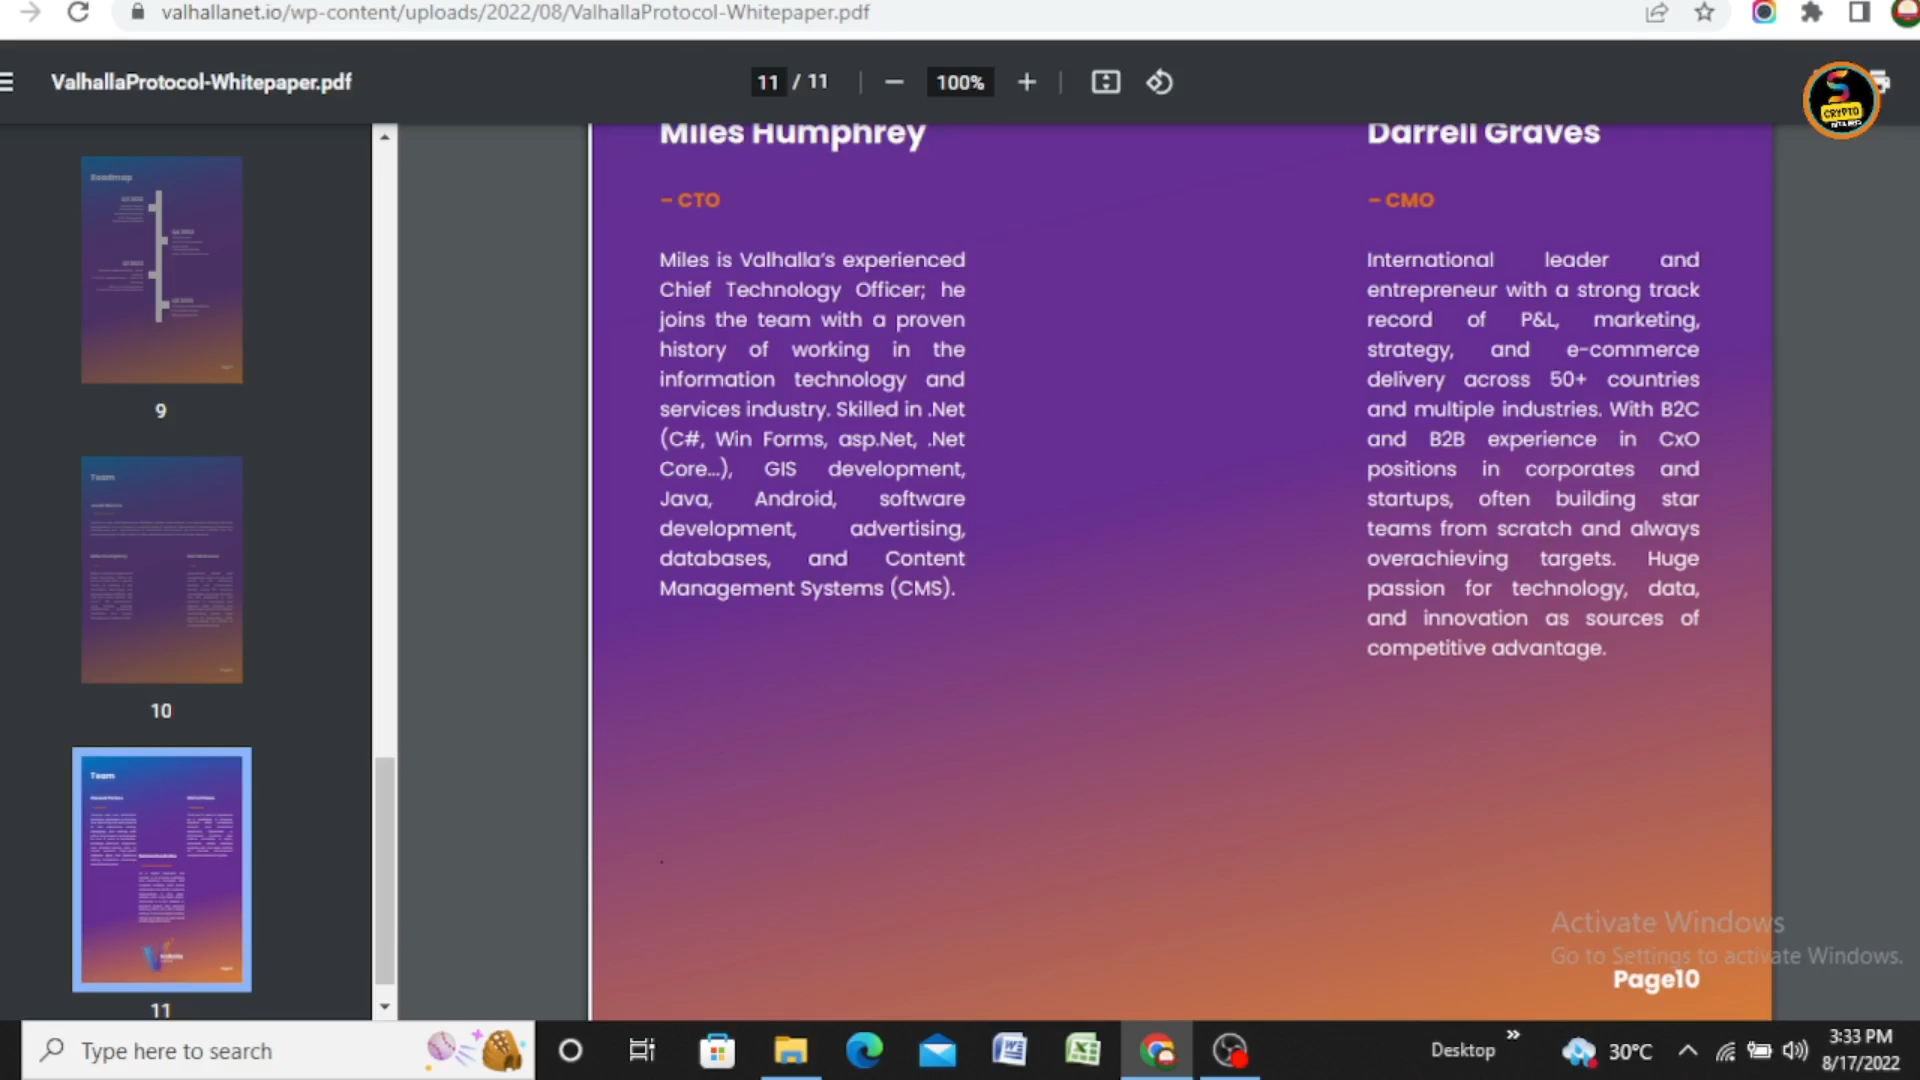 valhallanet.io/wp-content/uploads/2022/08/ValhallaProtocol-Whitepaper.pdf
ValhallaProtocol-Whitepaper.pdf
11 / 11
100%
CRYPTO
Roadmap
9
Team
10
Team
11
Miles Humphrey
– CTO
Miles is Valhalla’s experienced
Chief Technology Officer; he
joins the team with a proven
history of working in the
information technology and
services industry. Skilled in .Net
(C#, Win Forms, asp.Net, .Net
Core...), GIS development,
Java, Android, software
development, advertising,
databases, and Content
Management Systems (CMS).
Darrell Graves
– CMO
International leader and
entrepreneur with a strong track
record of P&L, marketing,
strategy, and e-commerce
delivery across 50+ countries
and multiple industries. With B2C
and B2B experience in CxO
positions in corporates and
startups, often building star
teams from scratch and always
overachieving targets. Huge
passion for technology, data,
and innovation as sources of
competitive advantage.
Activate Windows
Go to Settings to activate Windows.
Page10
Type here to search
Desktop
30°C
3:33 PM
8/17/2022